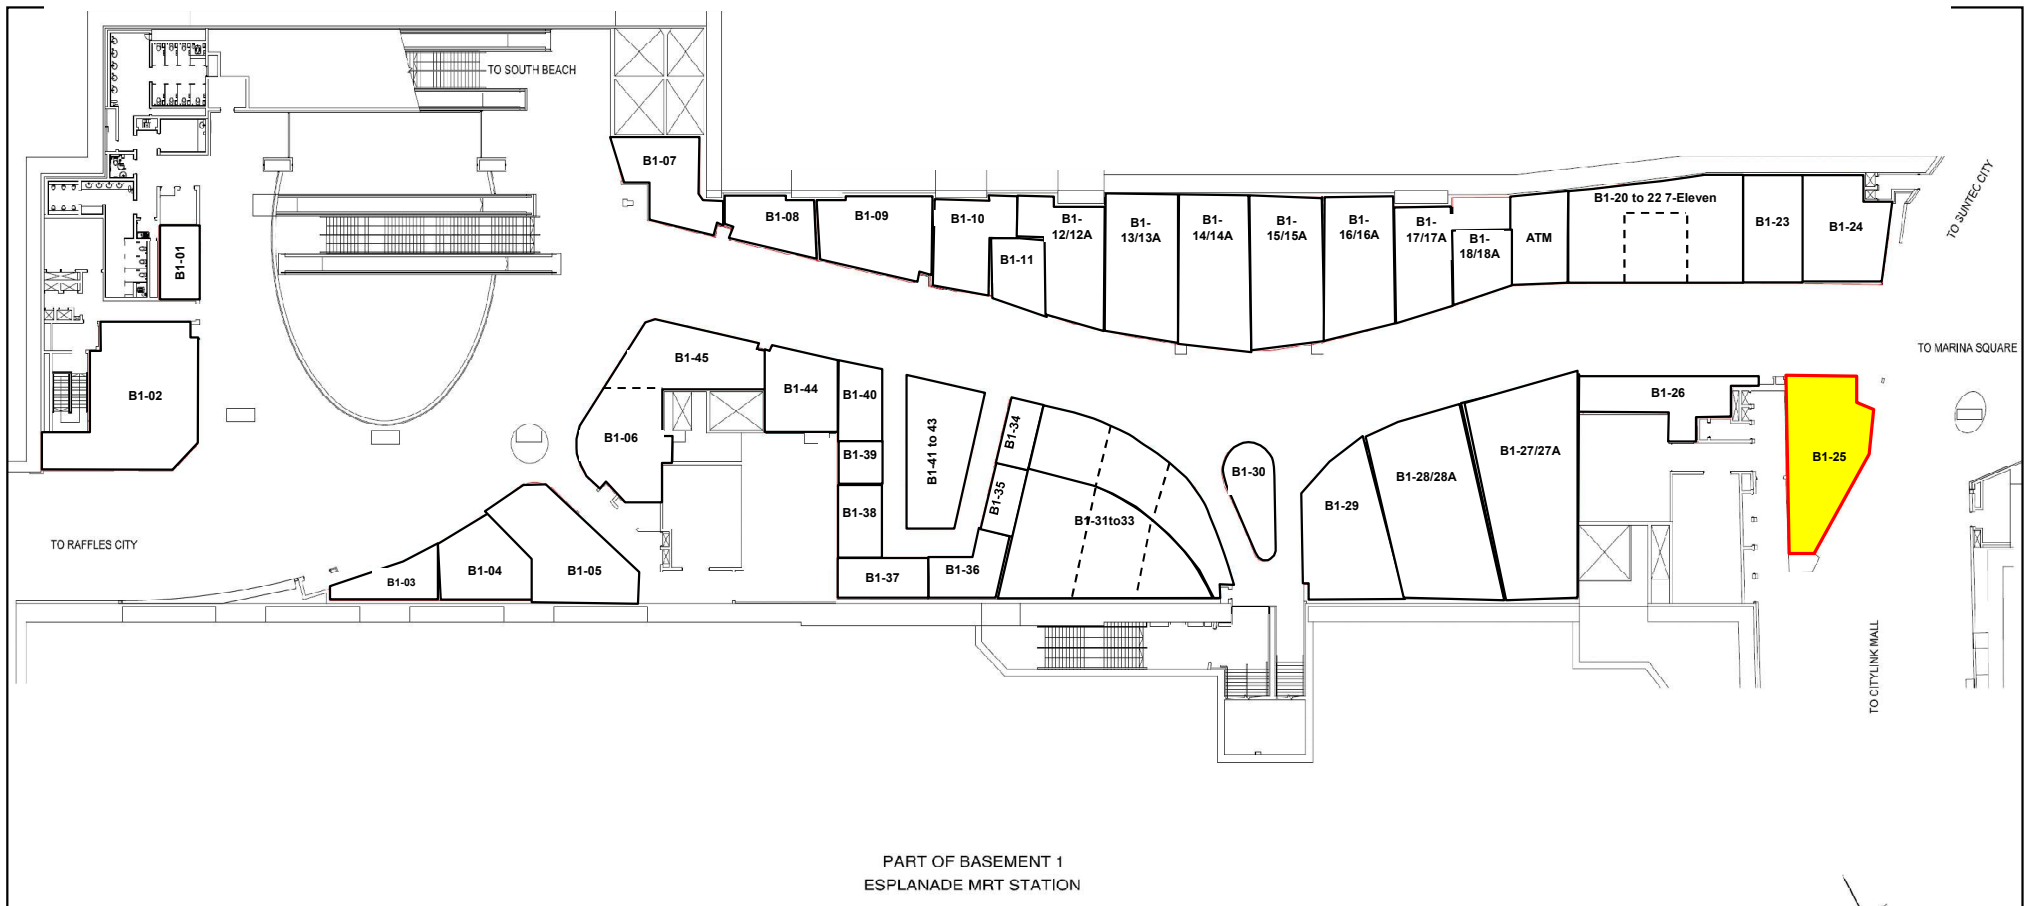 TO SOUTH BEACH
B1-07
B1-08
B1-09
B1-10
B1-11
B1-
12/12A
B1-
13/13A
B1-
14/14A
B1-
15/15A
B1-
16/16A
B1-
17/17A
B1-
18/18A
ATM
B1-20 to 22 7-Eleven
B1-23
B1-24
TO SUNTEC CITY
B1-01
B1-02
B1-45
B1-44
B1-40
B1-06
B1-39
B1-41 to 43
B1-34
B1-35
B1-38
B1-31to33
B1-30
B1-29
B1-28/28A
B1-27/27A
B1-26
B1-25
TO MARINA SQUARE
TO RAFFLES CITY
B1-03
B1-04
B1-05
B1-37
B1-36
TO CITYLINK MALL
PART OF BASEMENT 1
ESPLANADE MRT STATION